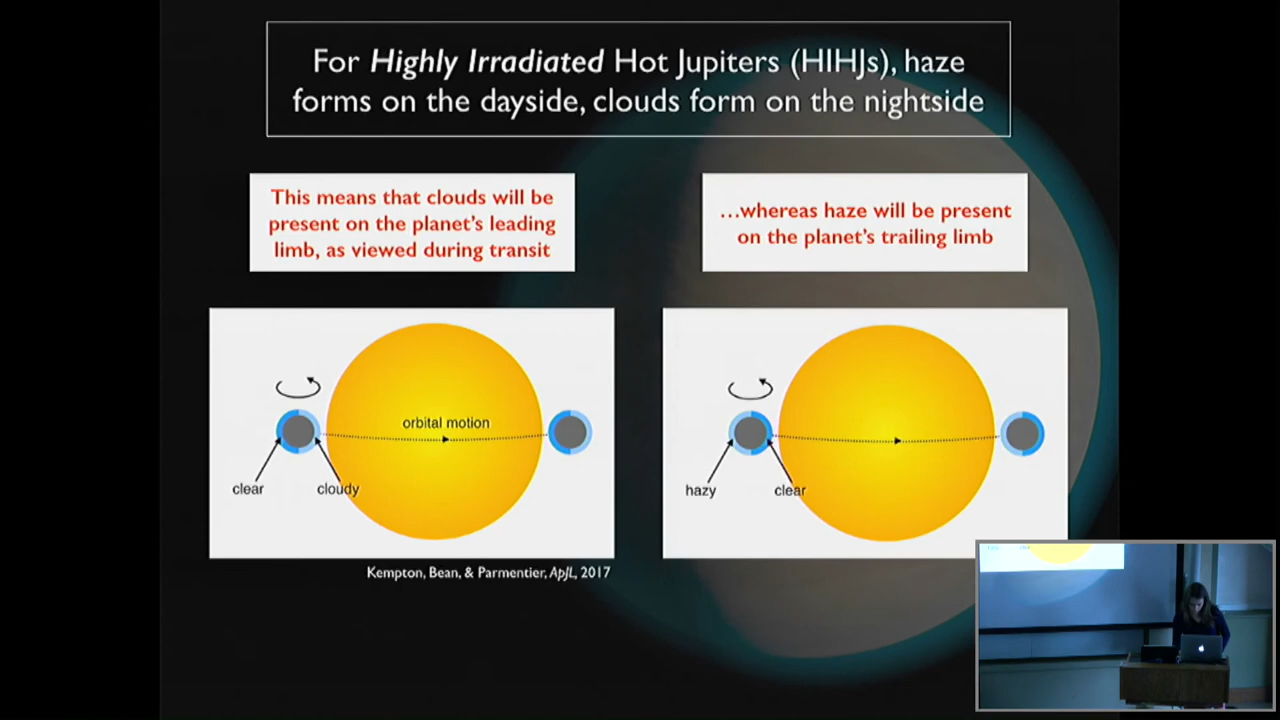 For Highly Irradiated Hot Jupiters (HIHJs), haze
forms on the dayside, clouds form on the nightside
This means that clouds will be
present on the planet's leading
limb, as viewed during transit
...whereas haze will be present
on the planet's trailing limb
orbital motion
clear
cloudy
hazy
clear
Kempton, Bean, & Parmentier, ApJL, 2017